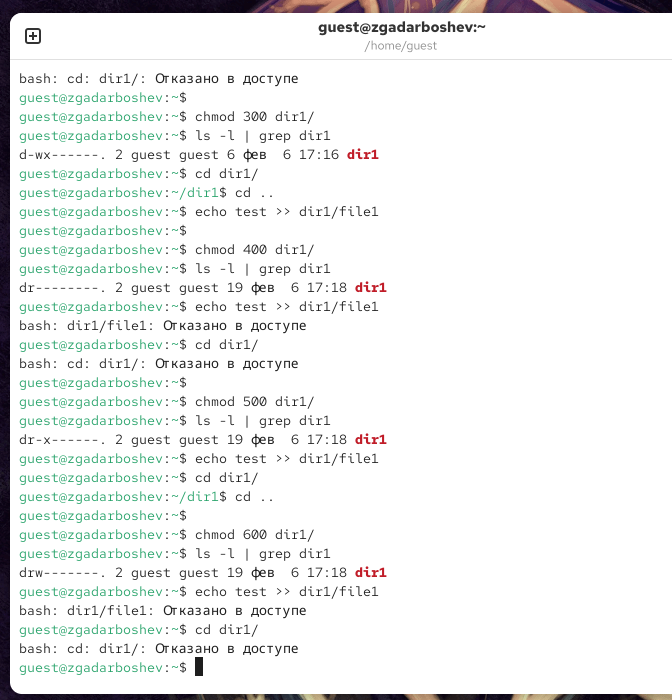 guest@zgadarboshev:~
/home/guest
bash: cd: dir1/: Отказано в доступе
guest@zgadarboshev:~$
guest@zgadarboshev:~$ chmod 300 dir1/
guest@zgadarboshev:~$ ls -l | grep dir1
d-wx------. 2 guest guest 6 фев  6 17:16 dir1
guest@zgadarboshev:~$ cd dir1/
guest@zgadarboshev:~/dir1$ cd ..
guest@zgadarboshev:~$ echo test >> dir1/file1
guest@zgadarboshev:~$
guest@zgadarboshev:~$ chmod 400 dir1/
guest@zgadarboshev:~$ ls -l | grep dir1
dr--------. 2 guest guest 19 фев  6 17:18 dir1
guest@zgadarboshev:~$ echo test >> dir1/file1
bash: dir1/file1: Отказано в доступе
guest@zgadarboshev:~$ cd dir1/
bash: cd: dir1/: Отказано в доступе
guest@zgadarboshev:~$
guest@zgadarboshev:~$ chmod 500 dir1/
guest@zgadarboshev:~$ ls -l | grep dir1
dr-x------. 2 guest guest 19 фев  6 17:18 dir1
guest@zgadarboshev:~$ echo test >> dir1/file1
guest@zgadarboshev:~$ cd dir1/
guest@zgadarboshev:~/dir1$ cd ..
guest@zgadarboshev:~$
guest@zgadarboshev:~$ chmod 600 dir1/
guest@zgadarboshev:~$ ls -l | grep dir1
drw-------. 2 guest guest 19 фев  6 17:18 dir1
guest@zgadarboshev:~$ echo test >> dir1/file1
bash: dir1/file1: Отказано в доступе
guest@zgadarboshev:~$ cd dir1/
bash: cd: dir1/: Отказано в доступе
guest@zgadarboshev:~$